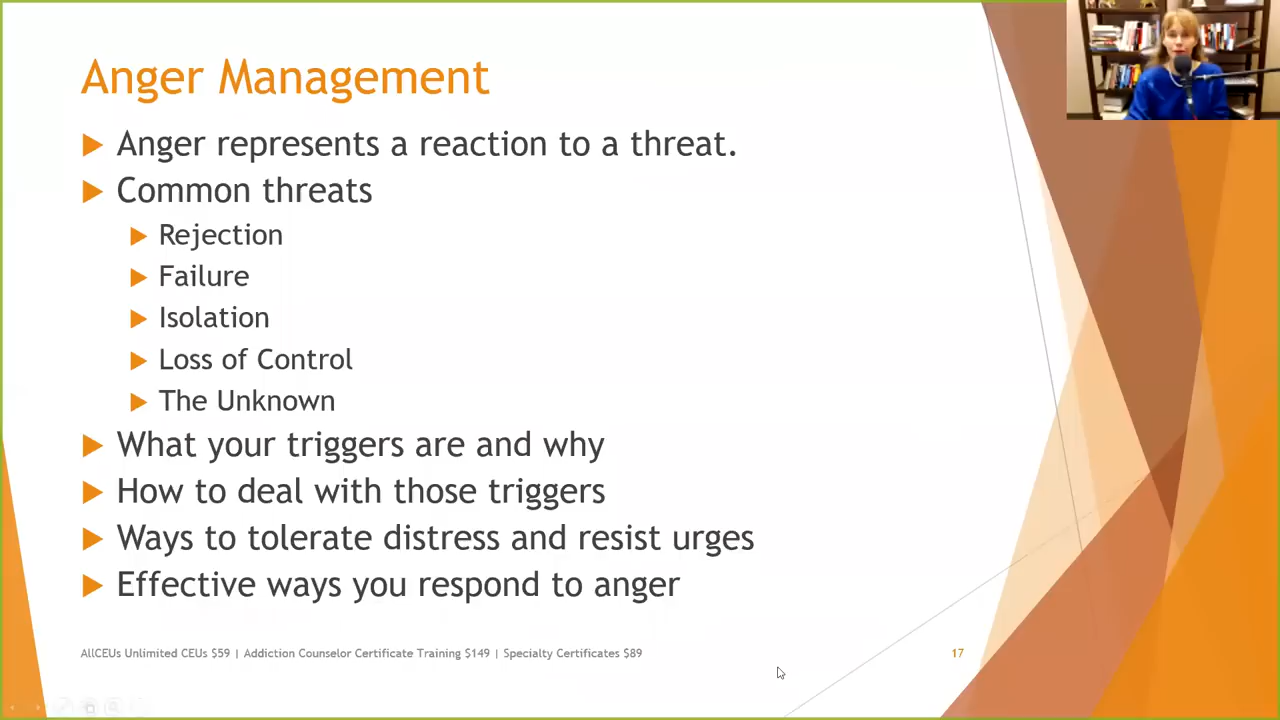 Anger Management
Anger represents a reaction to a threat.
Common threats
Rejection
Failure
Isolation
Loss of Control
The Unknown
What your triggers are and why
How to deal with those triggers
Ways to tolerate distress and resist urges
Effective ways you respond to anger
AllCEUs Unlimited CEUs $59 | Addiction Counselor Certificate Training $149 | Specialty Certificates $89
17